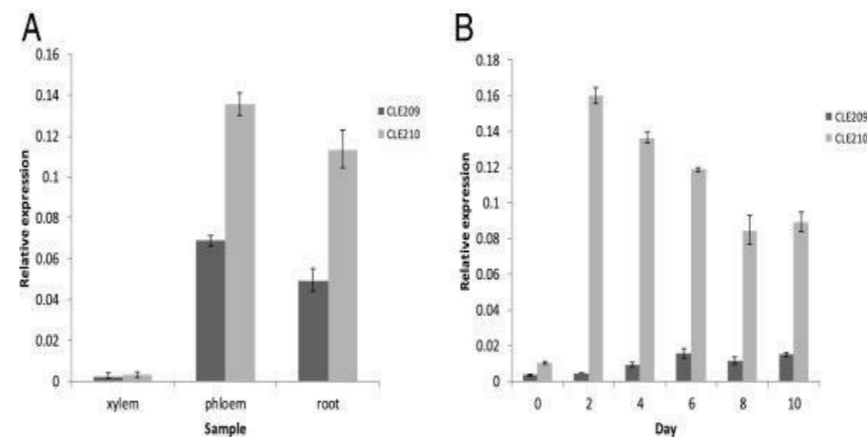 A
0.16
0.14
0.12
0.1
0.08
0.06
0.04
0.02
0
Relative expression
xylem phloem root
Sample
CLE209
CLE210
B
0.18
0.16
0.14
0.12
0.1
0.08
0.06
0.04
0.02
0
Relative expression
0 2 4 6 8 10
Day
CLE209
CLE210